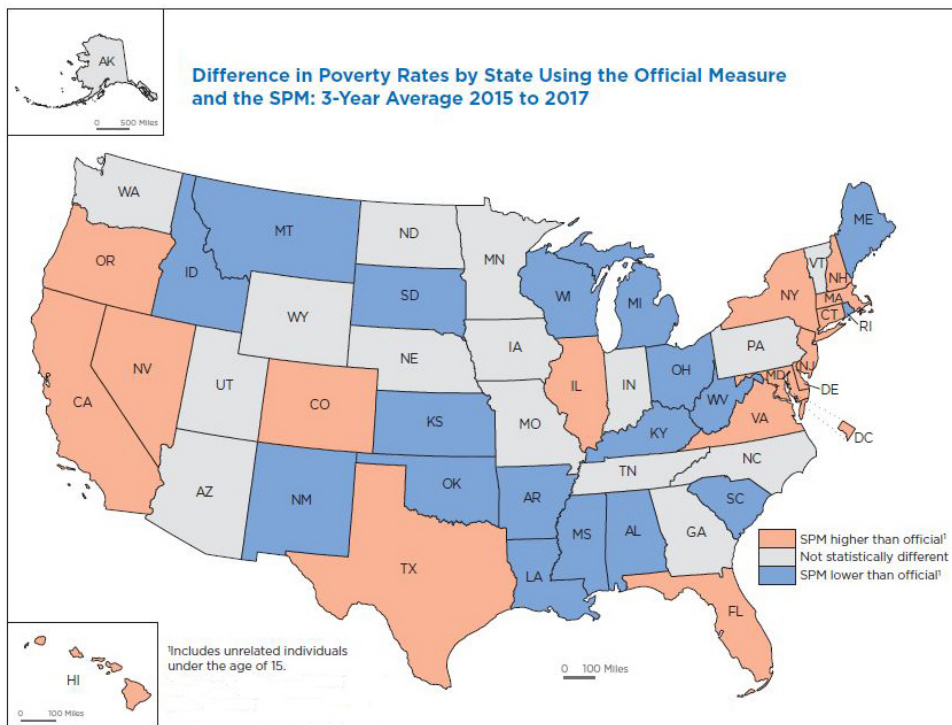 AK
0 500 Miles
Difference in Poverty Rates by State Using the Official Measure
and the SPM: 3-Year Average 2015 to 2017
WA
MT
ND
MN
ME
OR
ID
SD
WI
MI
VT
NH
NY
MA
CT
RI
WY
IA
PA
NE
NJ
NV
UT
IL
IN
OH
MD
DE
CA
CO
WV
KS
MO
KY
VA
DC
TN
NC
AZ
NM
OK
AR
SC
MS
AL
GA
TX
LA
FL
SPM higher than official¹
Not statistically different
SPM lower than official¹
HI
0 100 Miles
¹Includes unrelated individuals
under the age of 15.
0 100 Miles